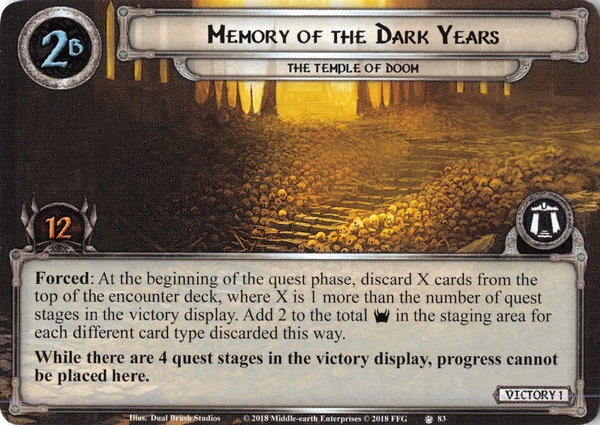 2B
MEMORY OF THE DARK YEARS
THE TEMPLE OF DOOM
12
Forced: At the beginning of the quest phase, discard X cards from the
top of the encounter deck, where X is 1 more than the number of quest
stages in the victory display. Add 2 to the total in the staging area for
each different card type discarded this way.
While there are 4 quest stages in the victory display, progress cannot
be placed here.
VICTORY 1
Illus. Dual Brush Studios © 2018 Middle-earth Enterprises © 2018 FFG 83